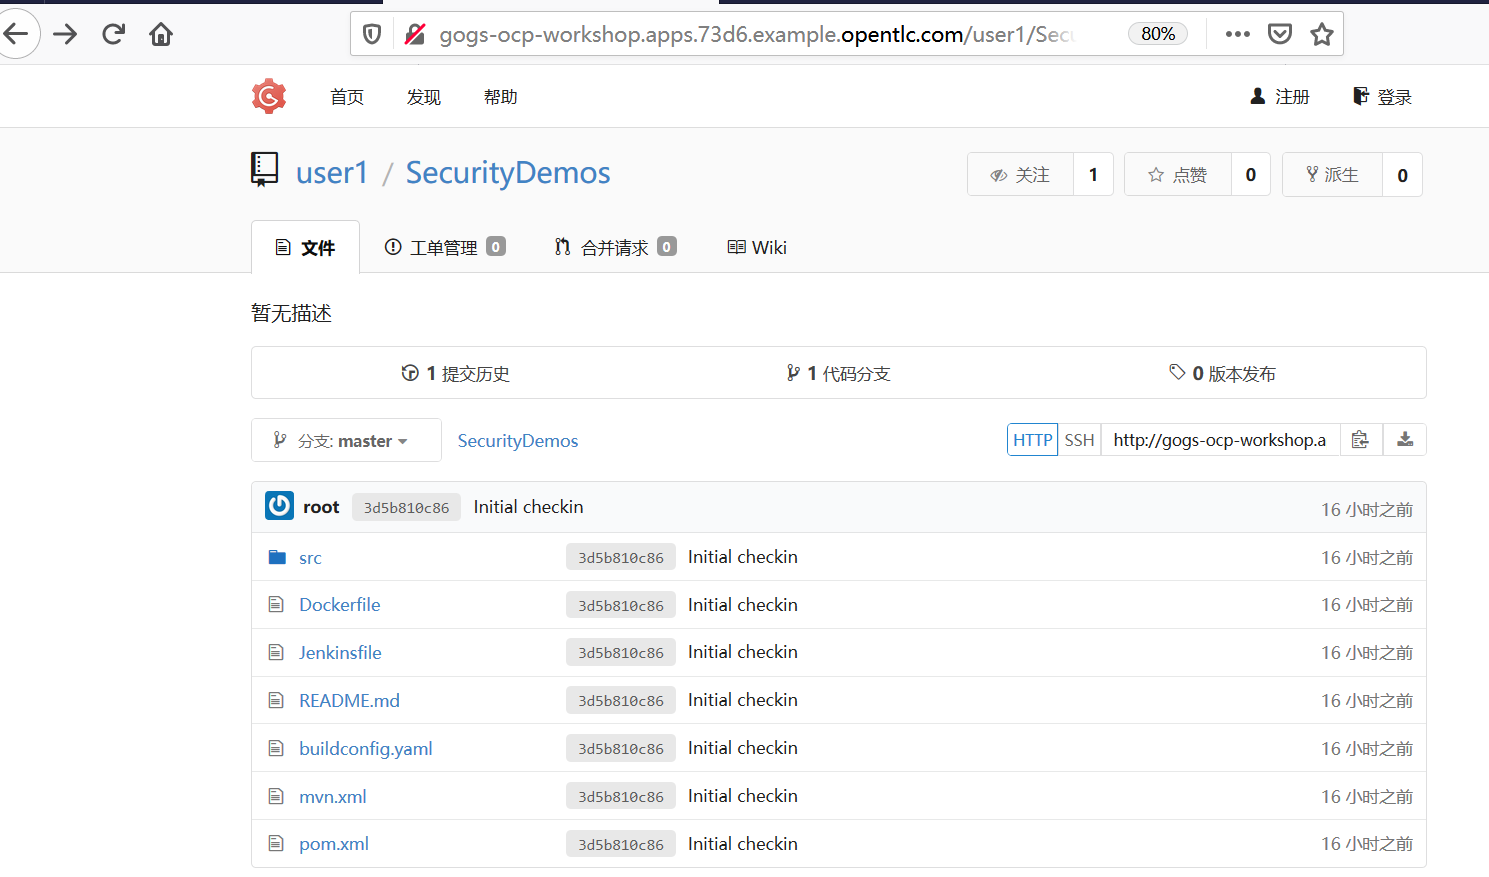 gogs-ocp-workshop.apps.73d6.example.opentlc.com/user1/Sec 80%
首页 发现 帮助 注册 登录
user1 / SecurityDemos 关注 1 点赞 0 派生 0
文件 工单管理 0 合并请求 0 Wiki
暂无描述
1 提交历史 1 代码分支 0 版本发布
分支: master SecurityDemos HTTP SSH http://gogs-ocp-workshop.a
root 3d5b810c86 Initial checkin 16 小时之前
src 3d5b810c86 Initial checkin 16 小时之前
Dockerfile 3d5b810c86 Initial checkin 16 小时之前
Jenkinsfile 3d5b810c86 Initial checkin 16 小时之前
README.md 3d5b810c86 Initial checkin 16 小时之前
buildconfig.yaml 3d5b810c86 Initial checkin 16 小时之前
mvn.xml 3d5b810c86 Initial checkin 16 小时之前
pom.xml 3d5b810c86 Initial checkin 16 小时之前